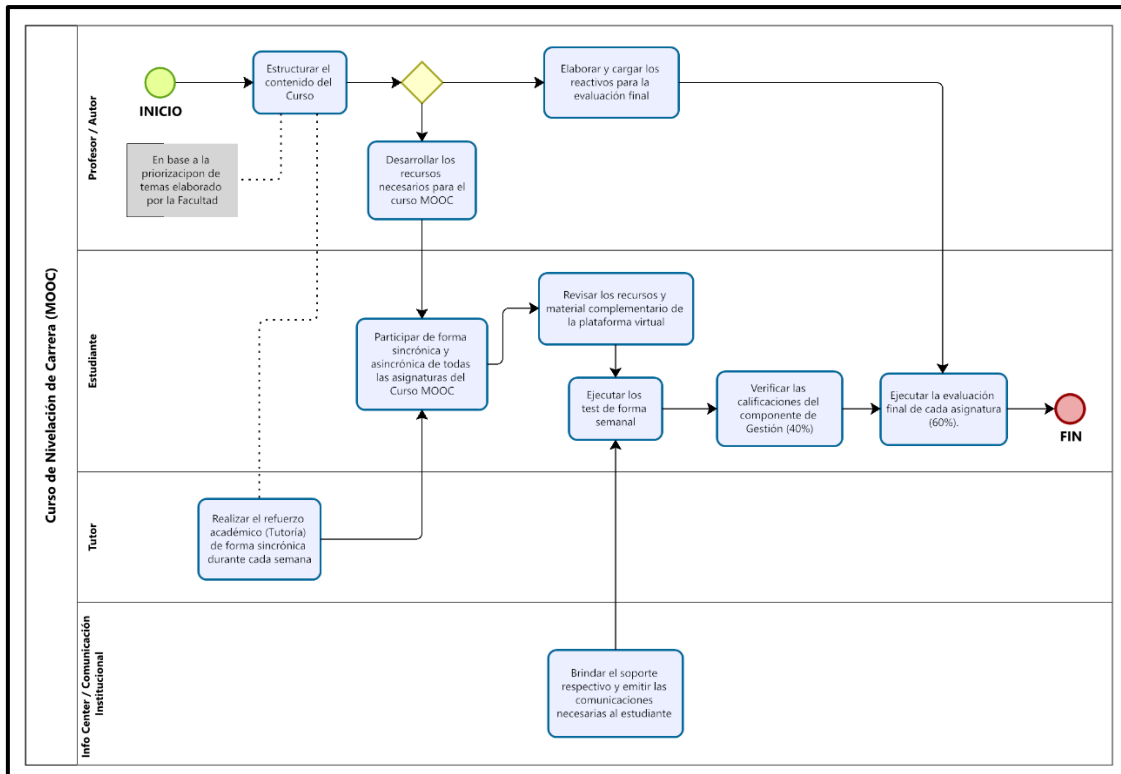 Curso de Nivelación de Carrera (MOOC)
Profesor / Autor
INICIO
Estructurar el
contenido del
Curso
Elaborar y cargar los
reactivos para la
evaluación final
En base a la
priorizacipon de
temas elaborado
por la Facultad
Desarrollar los
recursos
necesarios para el
curso MOOC
Estudiante
Participar de forma
sincrónica y
asincrónica de todas
las asignaturas del
Curso MOOC
Revisar los recursos y
material complementario de
la plataforma virtual
Ejecutar los
test de forma
semanal
Verificar las
calificaciones del
componente de
Gestión (40%)
Ejecutar la evaluación
final de cada asignatura
(60%).
FIN
Tutor
Realizar el refuerzo
académico (Tutoría)
de forma sincrónica
durante cada semana
Info Center / Comunicación
Institucional
Brindar el soporte
respectivo y emitir las
comunicaciones
necesarias al estudiante